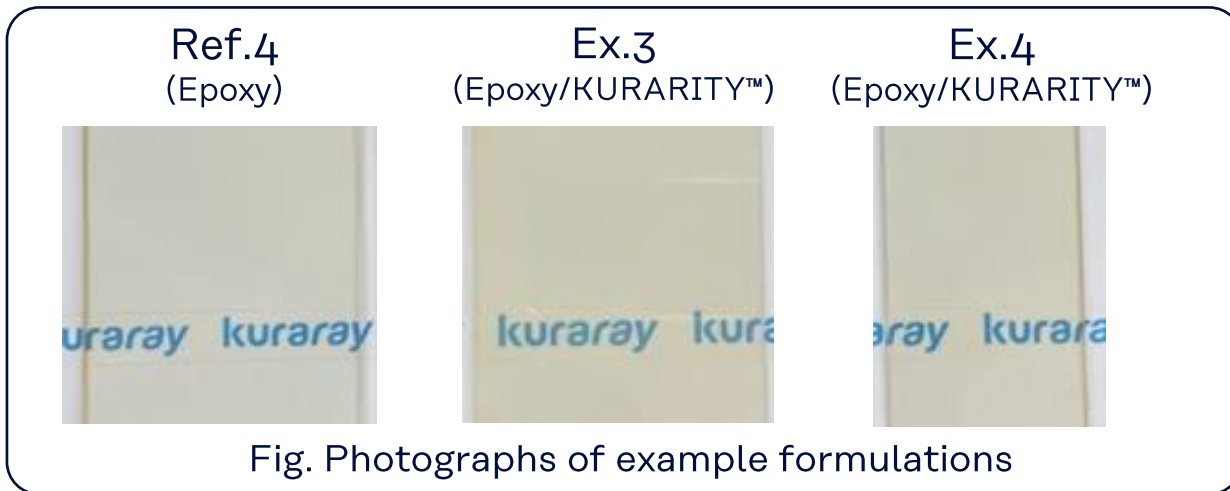 Ref.4
(Epoxy)
Ex.3
(Epoxy/KURARITY™)
Ex.4
(Epoxy/KURARITY™)
uraray kuraray
kuraray kura
aray kurara
Fig. Photographs of example formulations